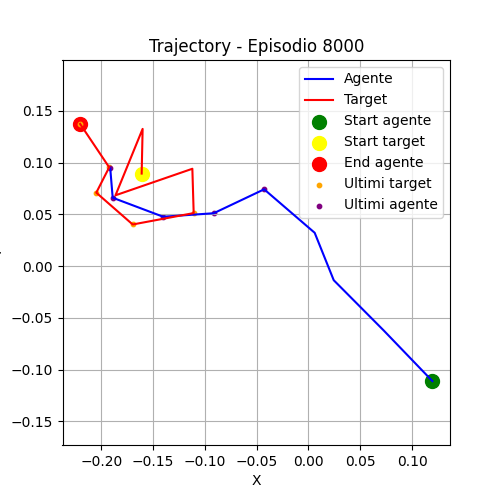 Trajectory - Episodio 8000
Agente
Target
Start agente
Start target
End agente
Ultimi target
Ultimi agente
0.15
0.10
0.05
0.00
−0.05
−0.10
−0.15
−0.20 −0.15 −0.10 −0.05 0.00 0.05 0.10
X